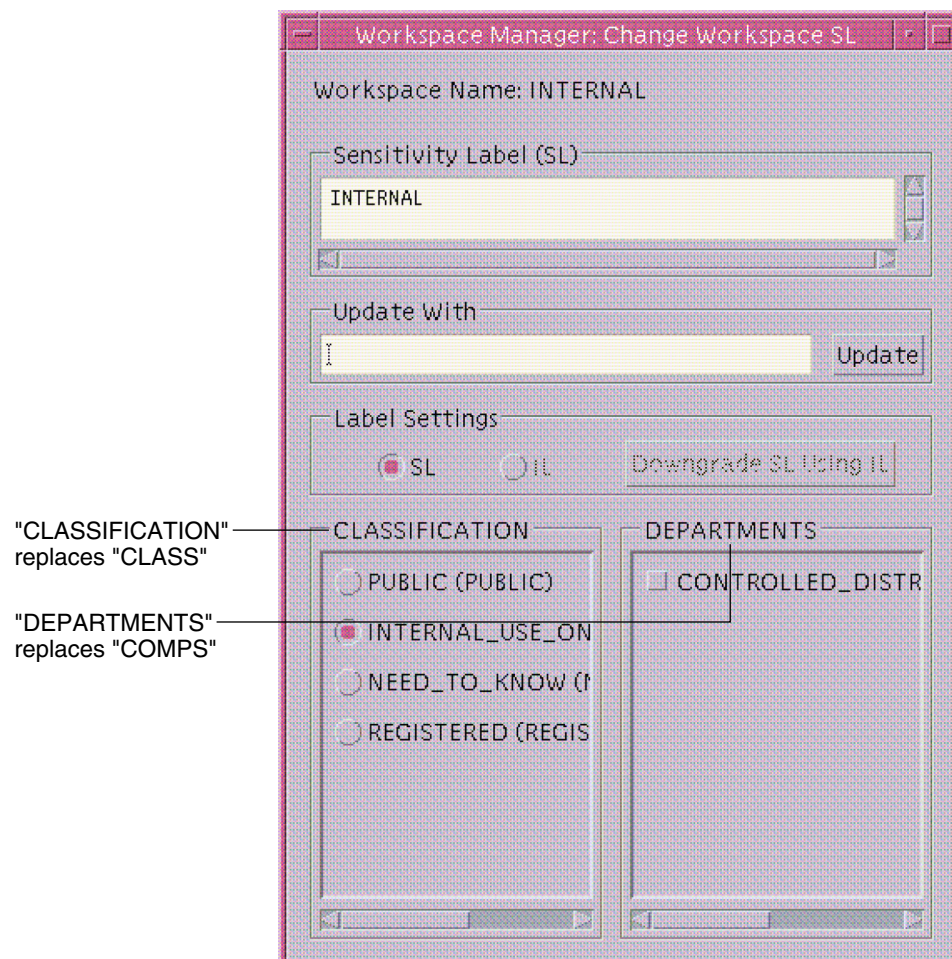 Workspace Manager: Change Workspace SL
Workspace Name: INTERNAL
Sensitivity Label (SL)
INTERNAL
Update With
Update
Label Settings
SL
IL
Downgrade SL Using IL
"CLASSIFICATION"
replaces "CLASS"
"DEPARTMENTS"
replaces "COMPS"
CLASSIFICATION
PUBLIC (PUBLIC)
INTERNAL_USE_ON
NEED_TO_KNOW (N
REGISTERED (REGIS
DEPARTMENTS
CONTROLLED_DISTR